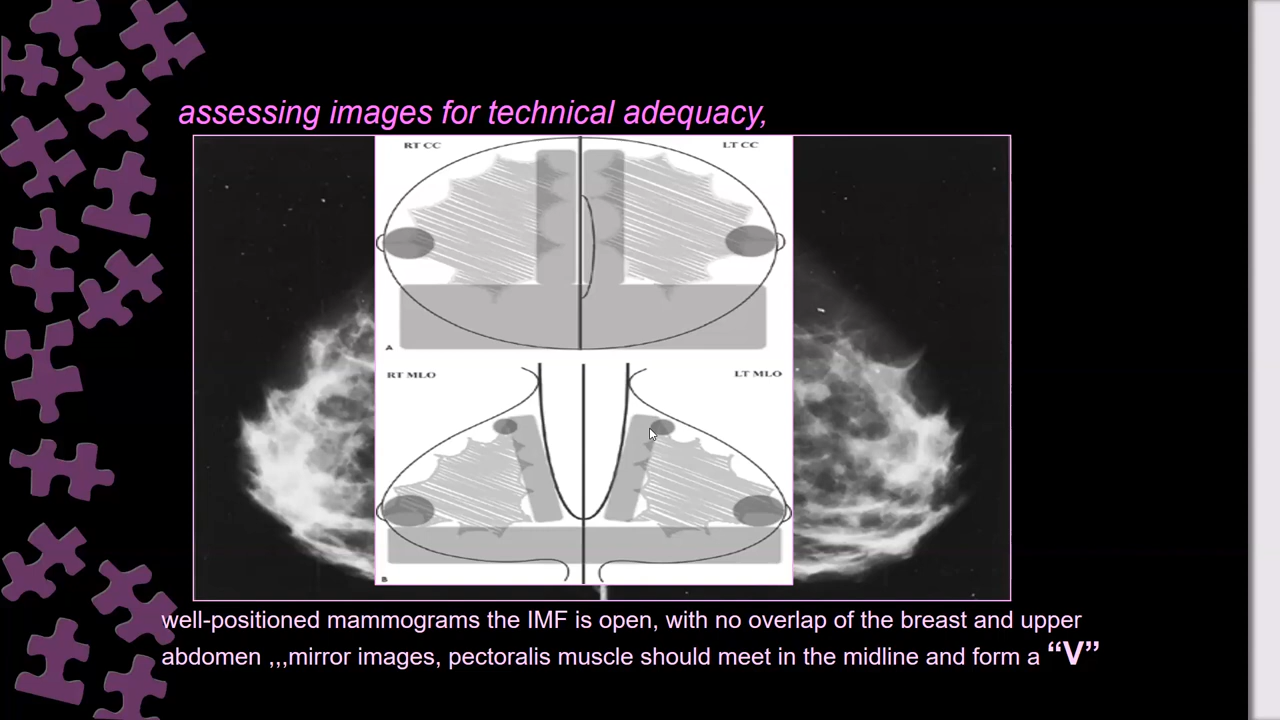 assessing images for technical adequacy,
RT CC
LT CC
A
RT MLO
LT MLO
B
well-positioned mammograms the IMF is open, with no overlap of the breast and upper
abdomen ,,,mirror images, pectoralis muscle should meet in the midline and form a “V”